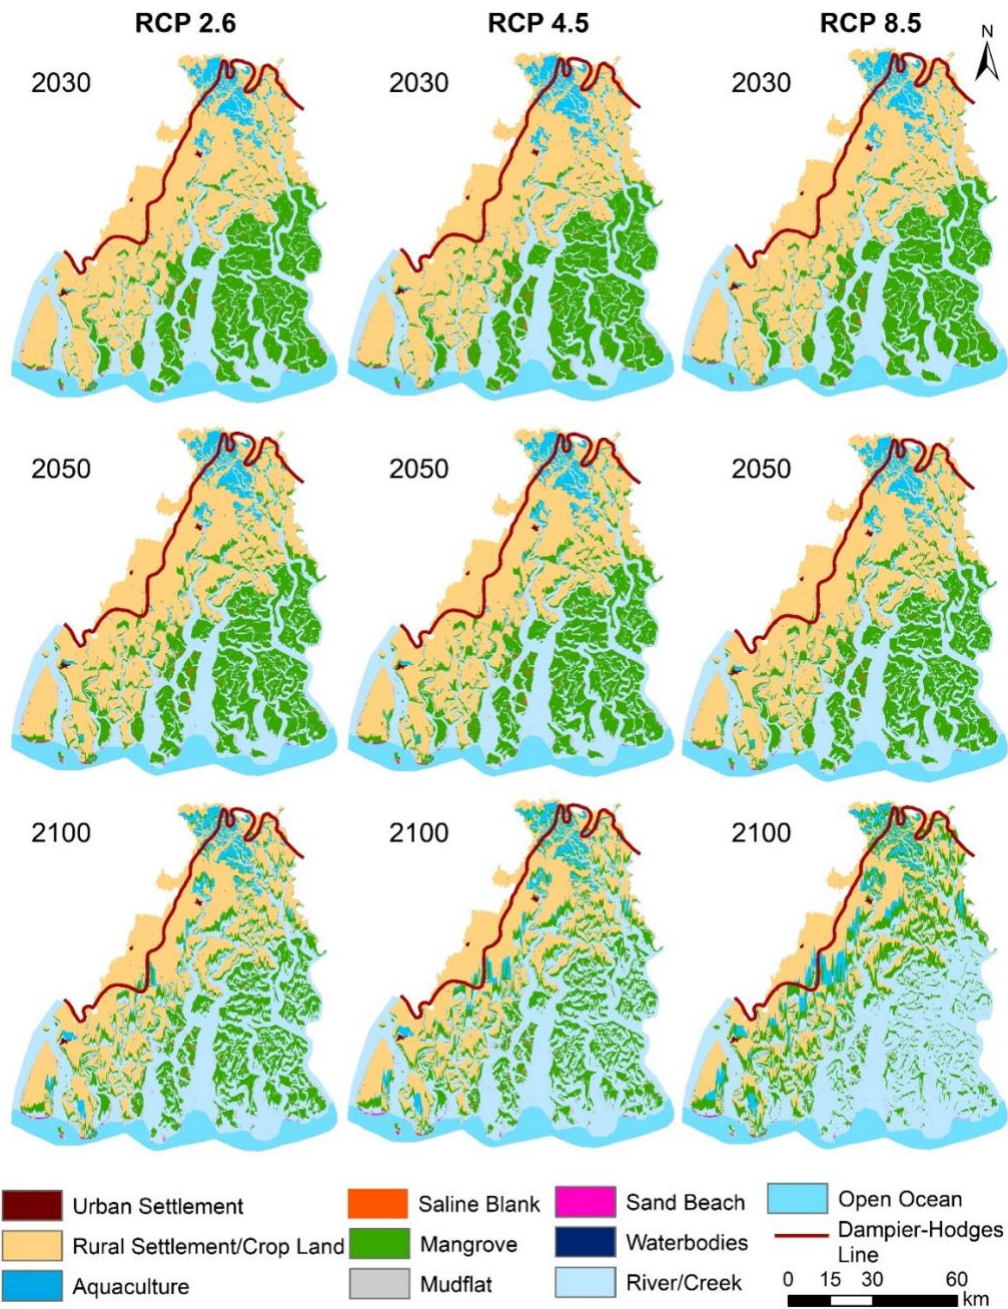 RCP 2.6 RCP 4.5 RCP 8.5
N
2030 2030 2030
2050 2050 2050
2100 2100 2100
Urban Settlement Saline Blank Sand Beach Open Ocean
Rural Settlement/Crop Land Mangrove Waterbodies Dampier-Hodges
Line
Aquaculture Mudflat River/Creek
0 15 30 60
km